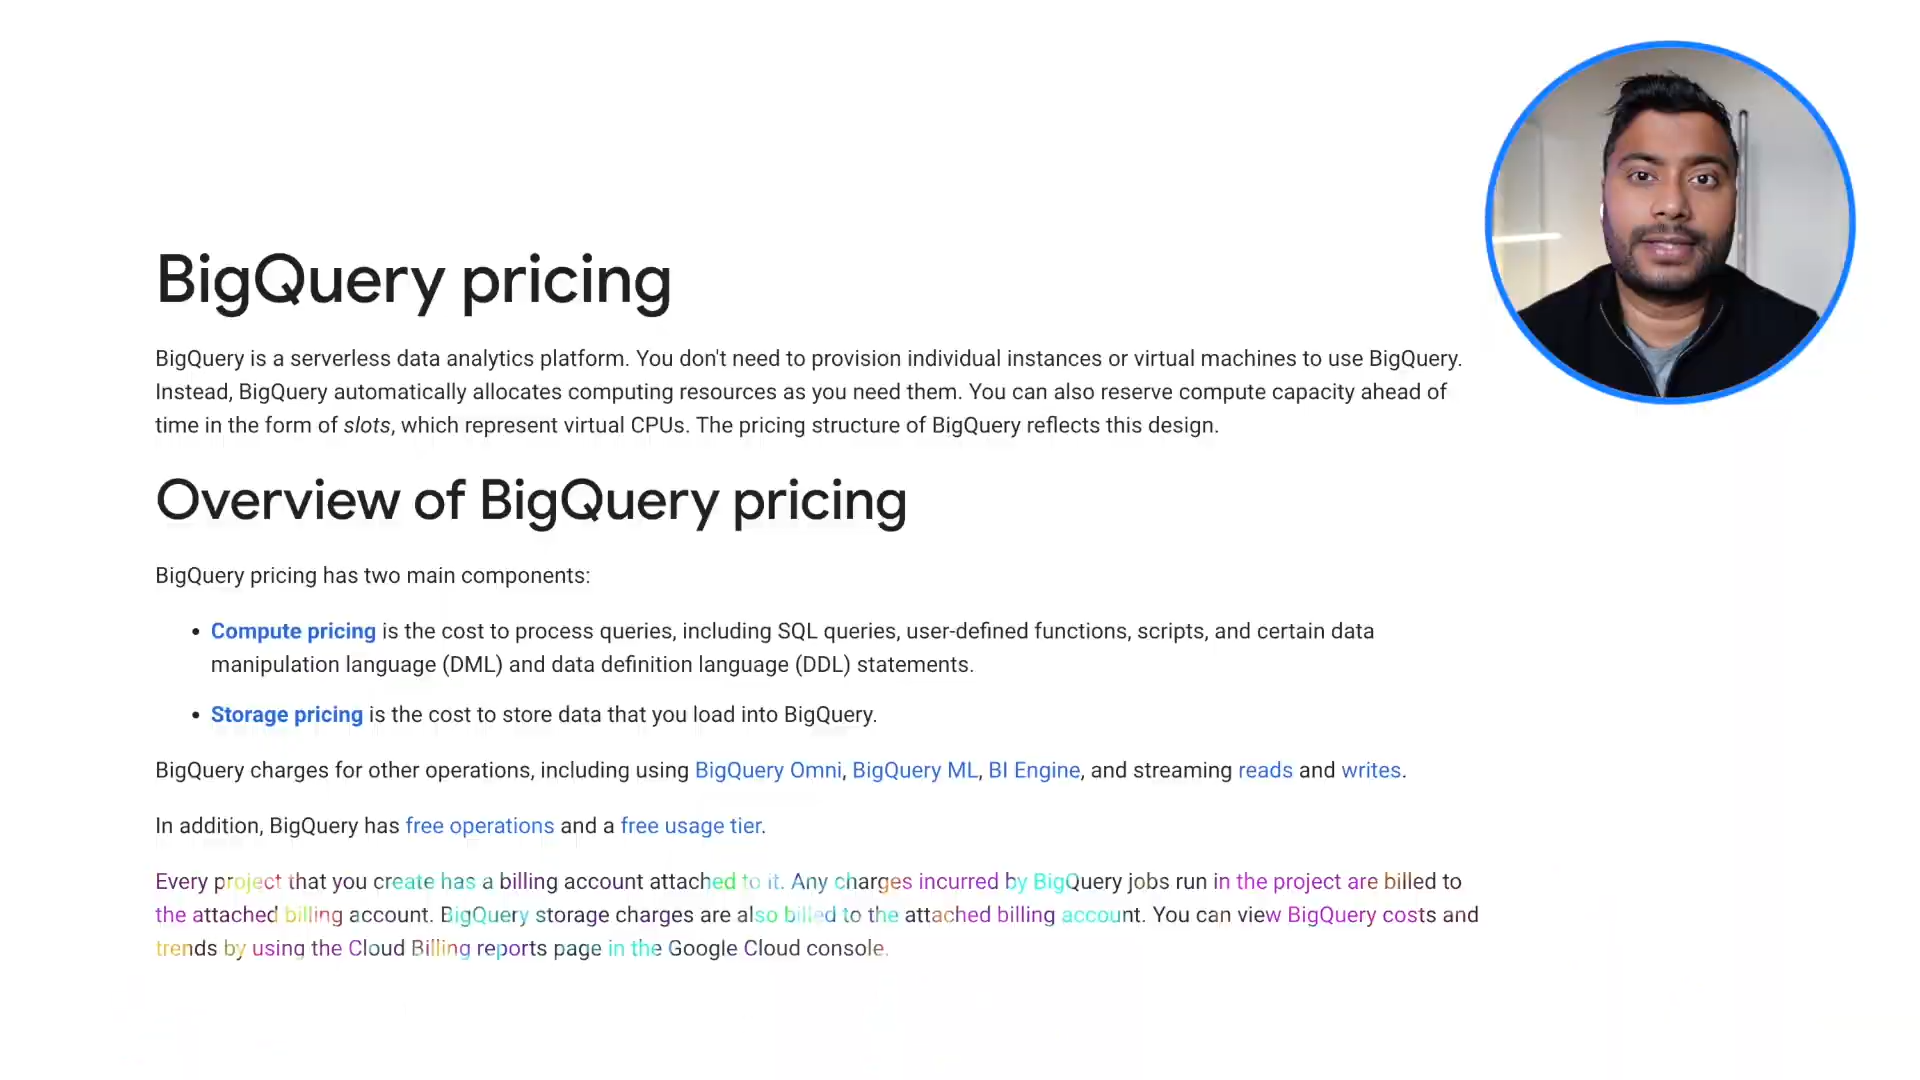 BigQuery pricing
BigQuery is a serverless data analytics platform. You don't need to provision individual instances or virtual machines to use BigQuery.
Instead, BigQuery automatically allocates computing resources as you need them. You can also reserve compute capacity ahead of
time in the form of slots, which represent virtual CPUs. The pricing structure of BigQuery reflects this design.
Overview of BigQuery pricing
BigQuery pricing has two main components:
• Compute pricing is the cost to process queries, including SQL queries, user-defined functions, scripts, and certain data
manipulation language (DML) and data definition language (DDL) statements.
• Storage pricing is the cost to store data that you load into BigQuery.
BigQuery charges for other operations, including using BigQuery Omni, BigQuery ML, BI Engine, and streaming reads and writes.
In addition, BigQuery has free operations and a free usage tier.
Every project that you create has a billing account attached to it. Any charges incurred by BigQuery jobs run in the project are billed to
the attached billing account. BigQuery storage charges are also billed to the attached billing account. You can view BigQuery costs and
trends by using the Cloud Billing reports page in the Google Cloud console.